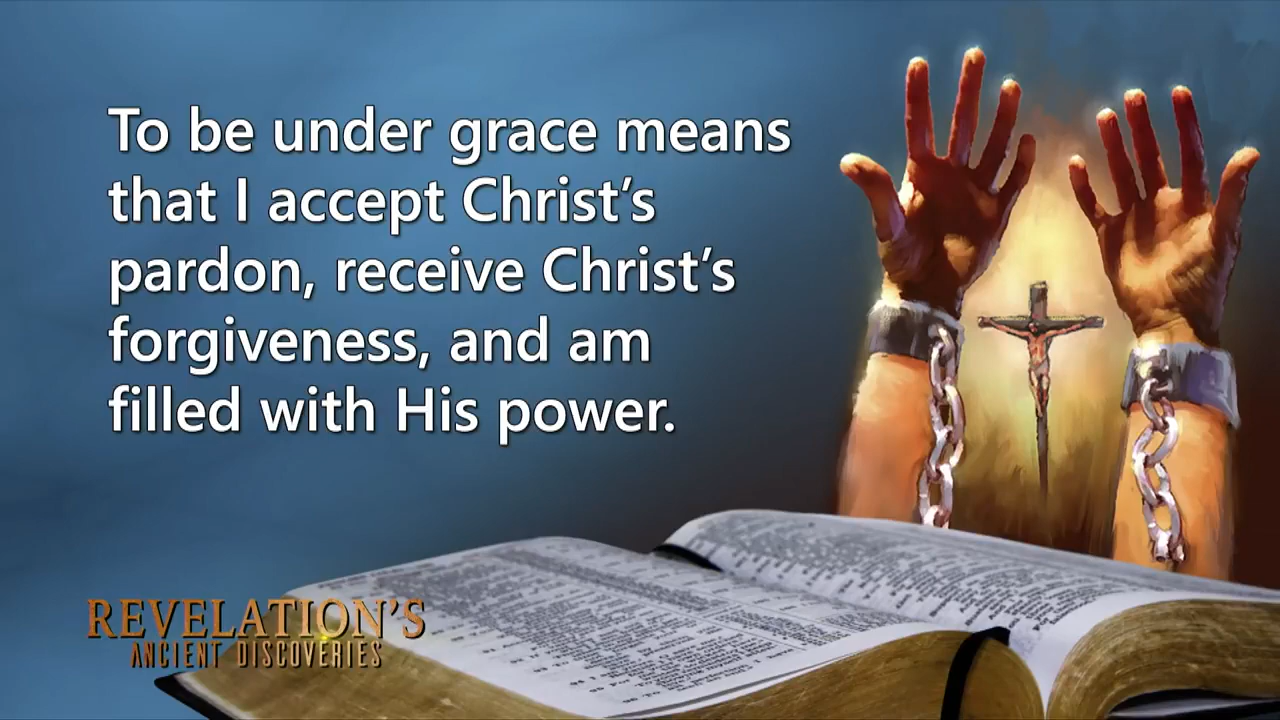 To be under grace means
that I accept Christ’s
pardon, receive Christ’s
forgiveness, and am
filled with His power.
REVELATION’S
ANCIENT DISCOVERIES